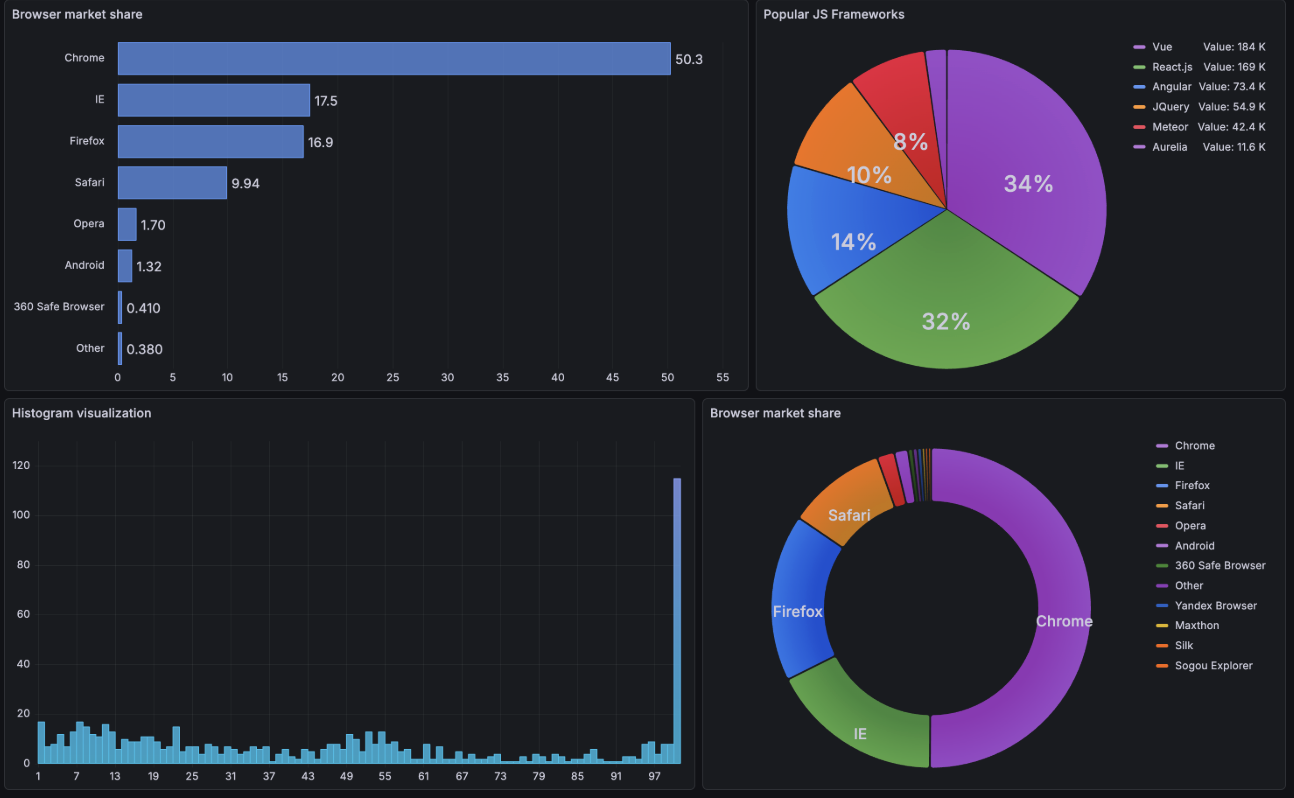 Browser market share
Chrome 50.3
IE 17.5
Firefox 16.9
Safari 9.94
Opera 1.70
Android 1.32
360 Safe Browser 0.410
Other 0.380
0 5 10 15 20 25 30 35 40 45 50 55
Popular JS Frameworks
34%
32%
14%
10%
8%
Vue Value: 184 K
React.js Value: 169 K
Angular Value: 73.4 K
JQuery Value: 54.9 K
Meteor Value: 42.4 K
Aurelia Value: 11.6 K
Histogram visualization
120
100
80
60
40
20
0
1 7 13 19 25 31 37 43 49 55 61 67 73 79 85 91 97
Browser market share
Safari
Firefox
Chrome
IE
Chrome
IE
Firefox
Safari
Opera
Android
360 Safe Browser
Other
Yandex Browser
Maxthon
Silk
Sogou Explorer